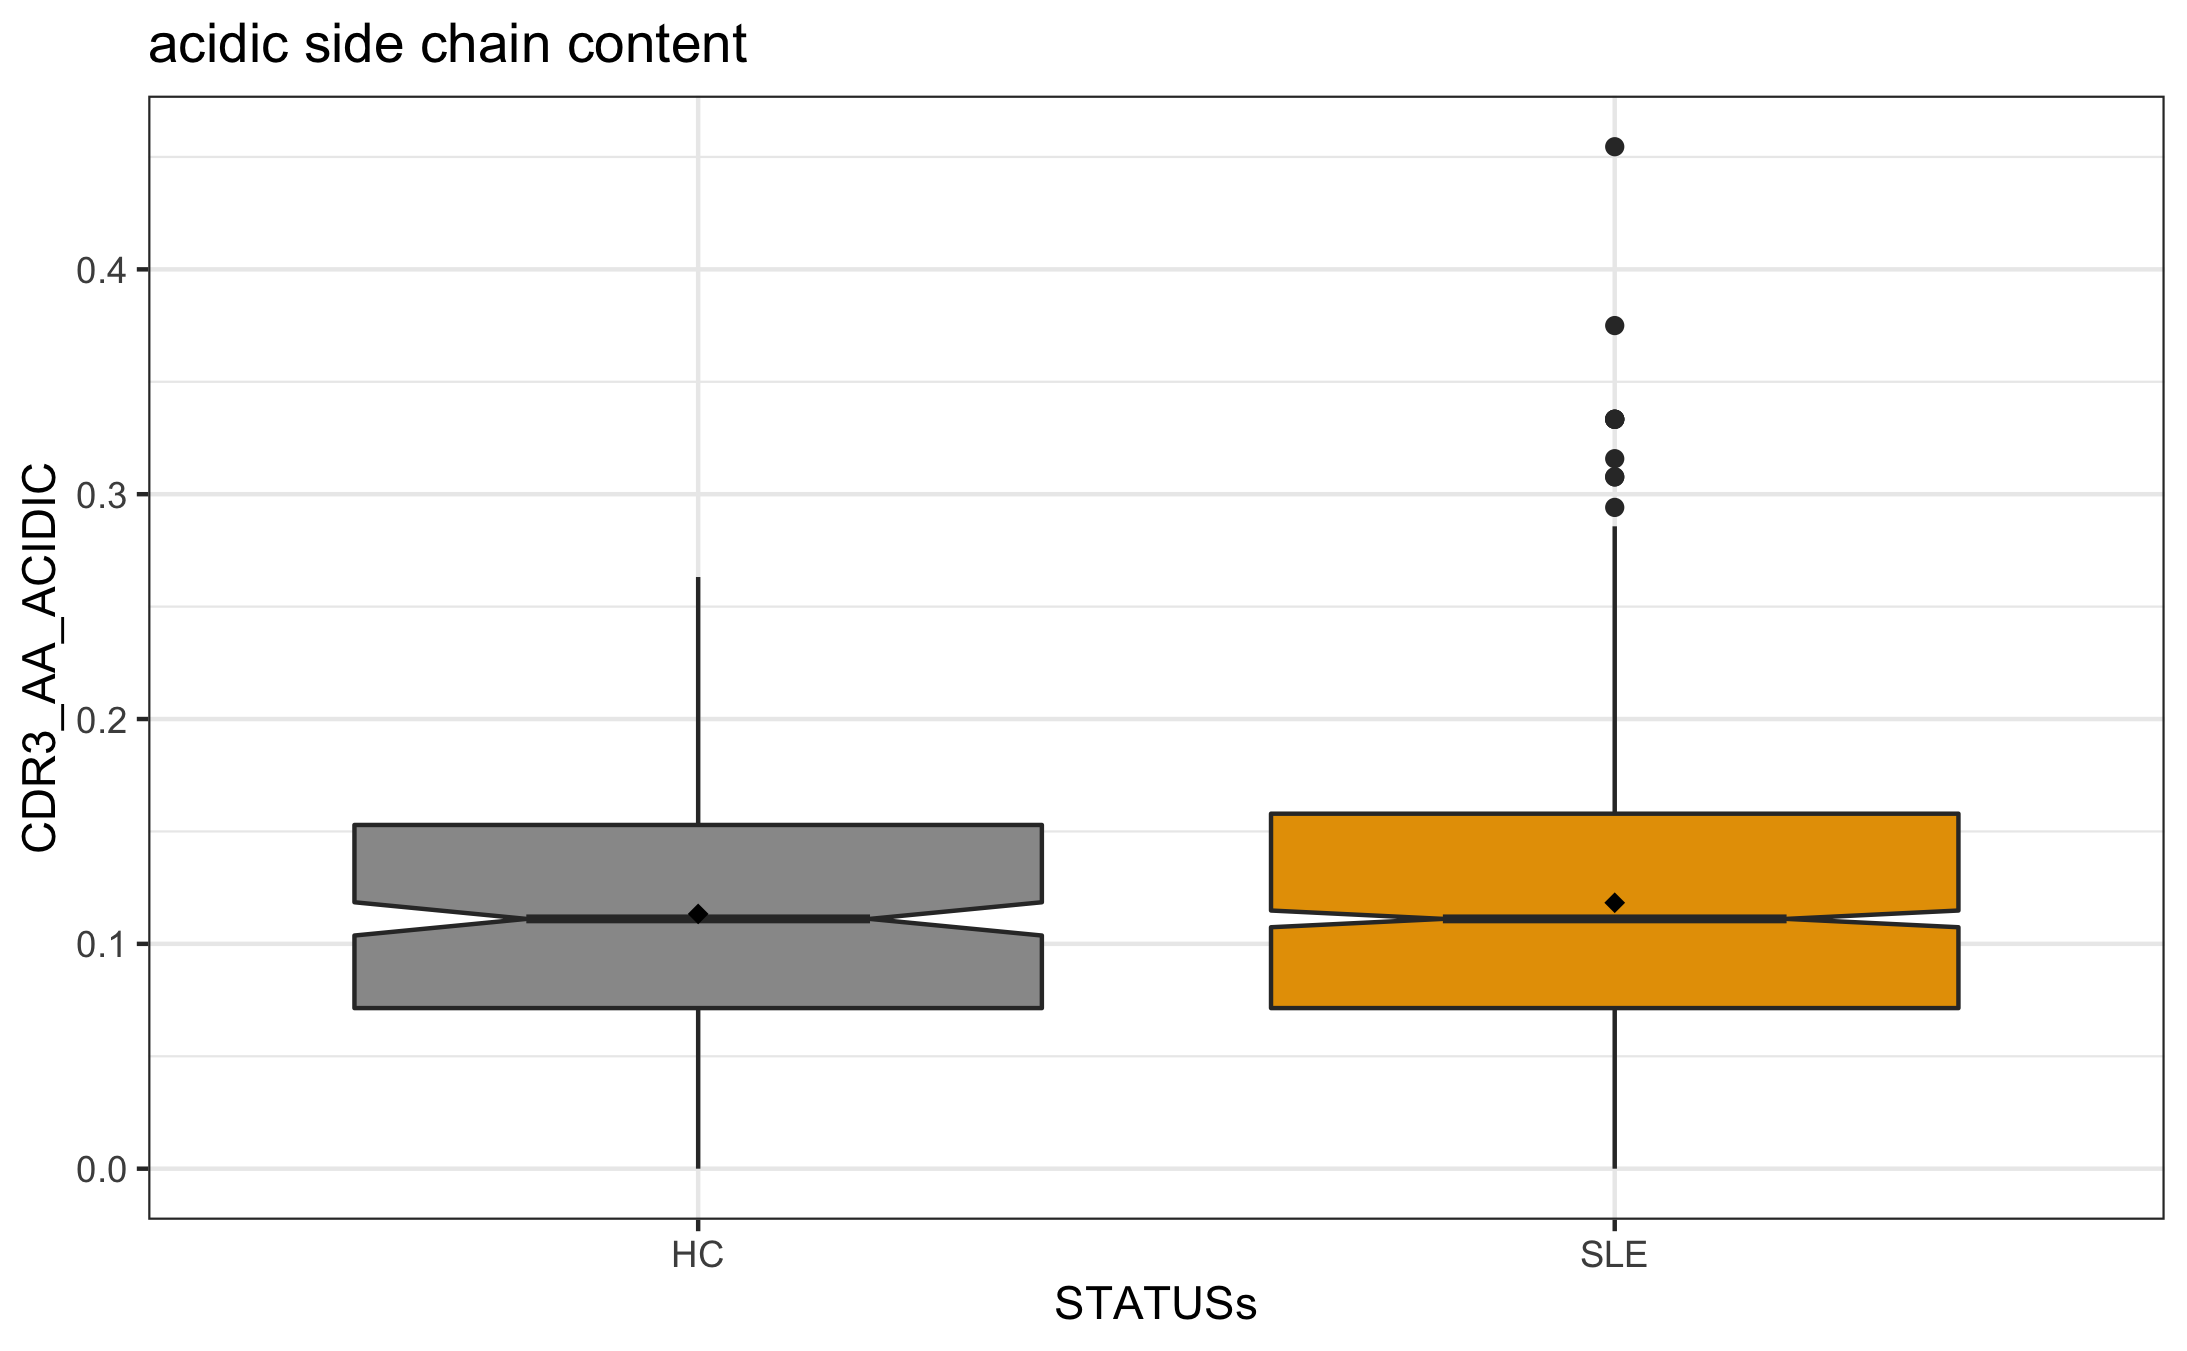 acidic side chain content
CDR3_AA_ACIDIC
0.4
0.3
0.2
0.1
0.0
HC
SLE
STATUSs